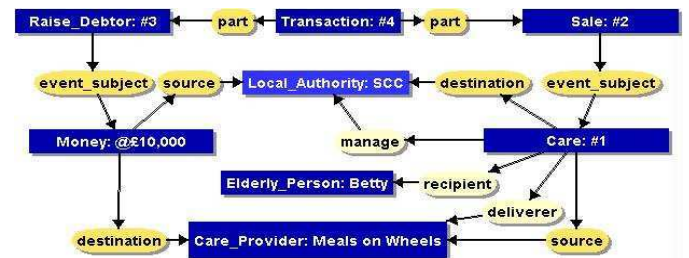 Raise_Debtor: #3 part Transaction: #4 part Sale: #2
event_subject source Local_Authority: SCC destination event_subject
Money: @£10,000 manage Care: #1
Elderly_Person: Betty recipient
deliverer
destination Care_Provider: Meals on Wheels source